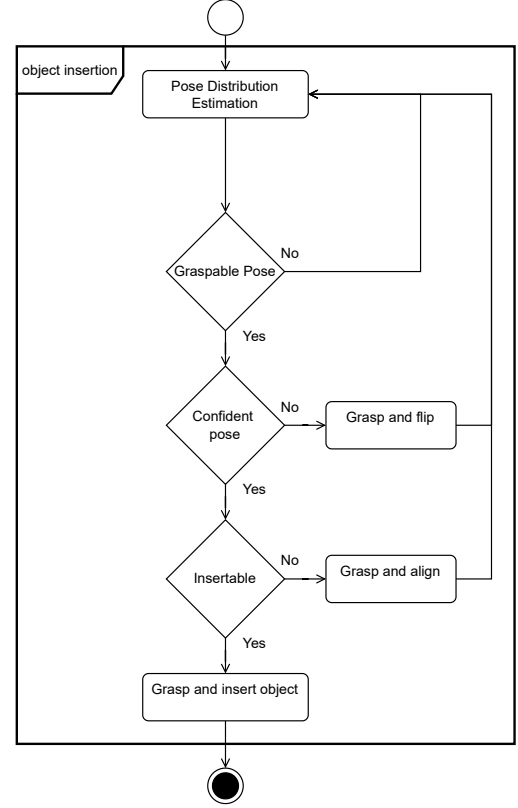 object insertion
Pose Distribution
Estimation
No
Graspable Pose
Yes
No
Confident
pose
Grasp and flip
Yes
No
Insertable
Grasp and align
Yes
Grasp and insert object